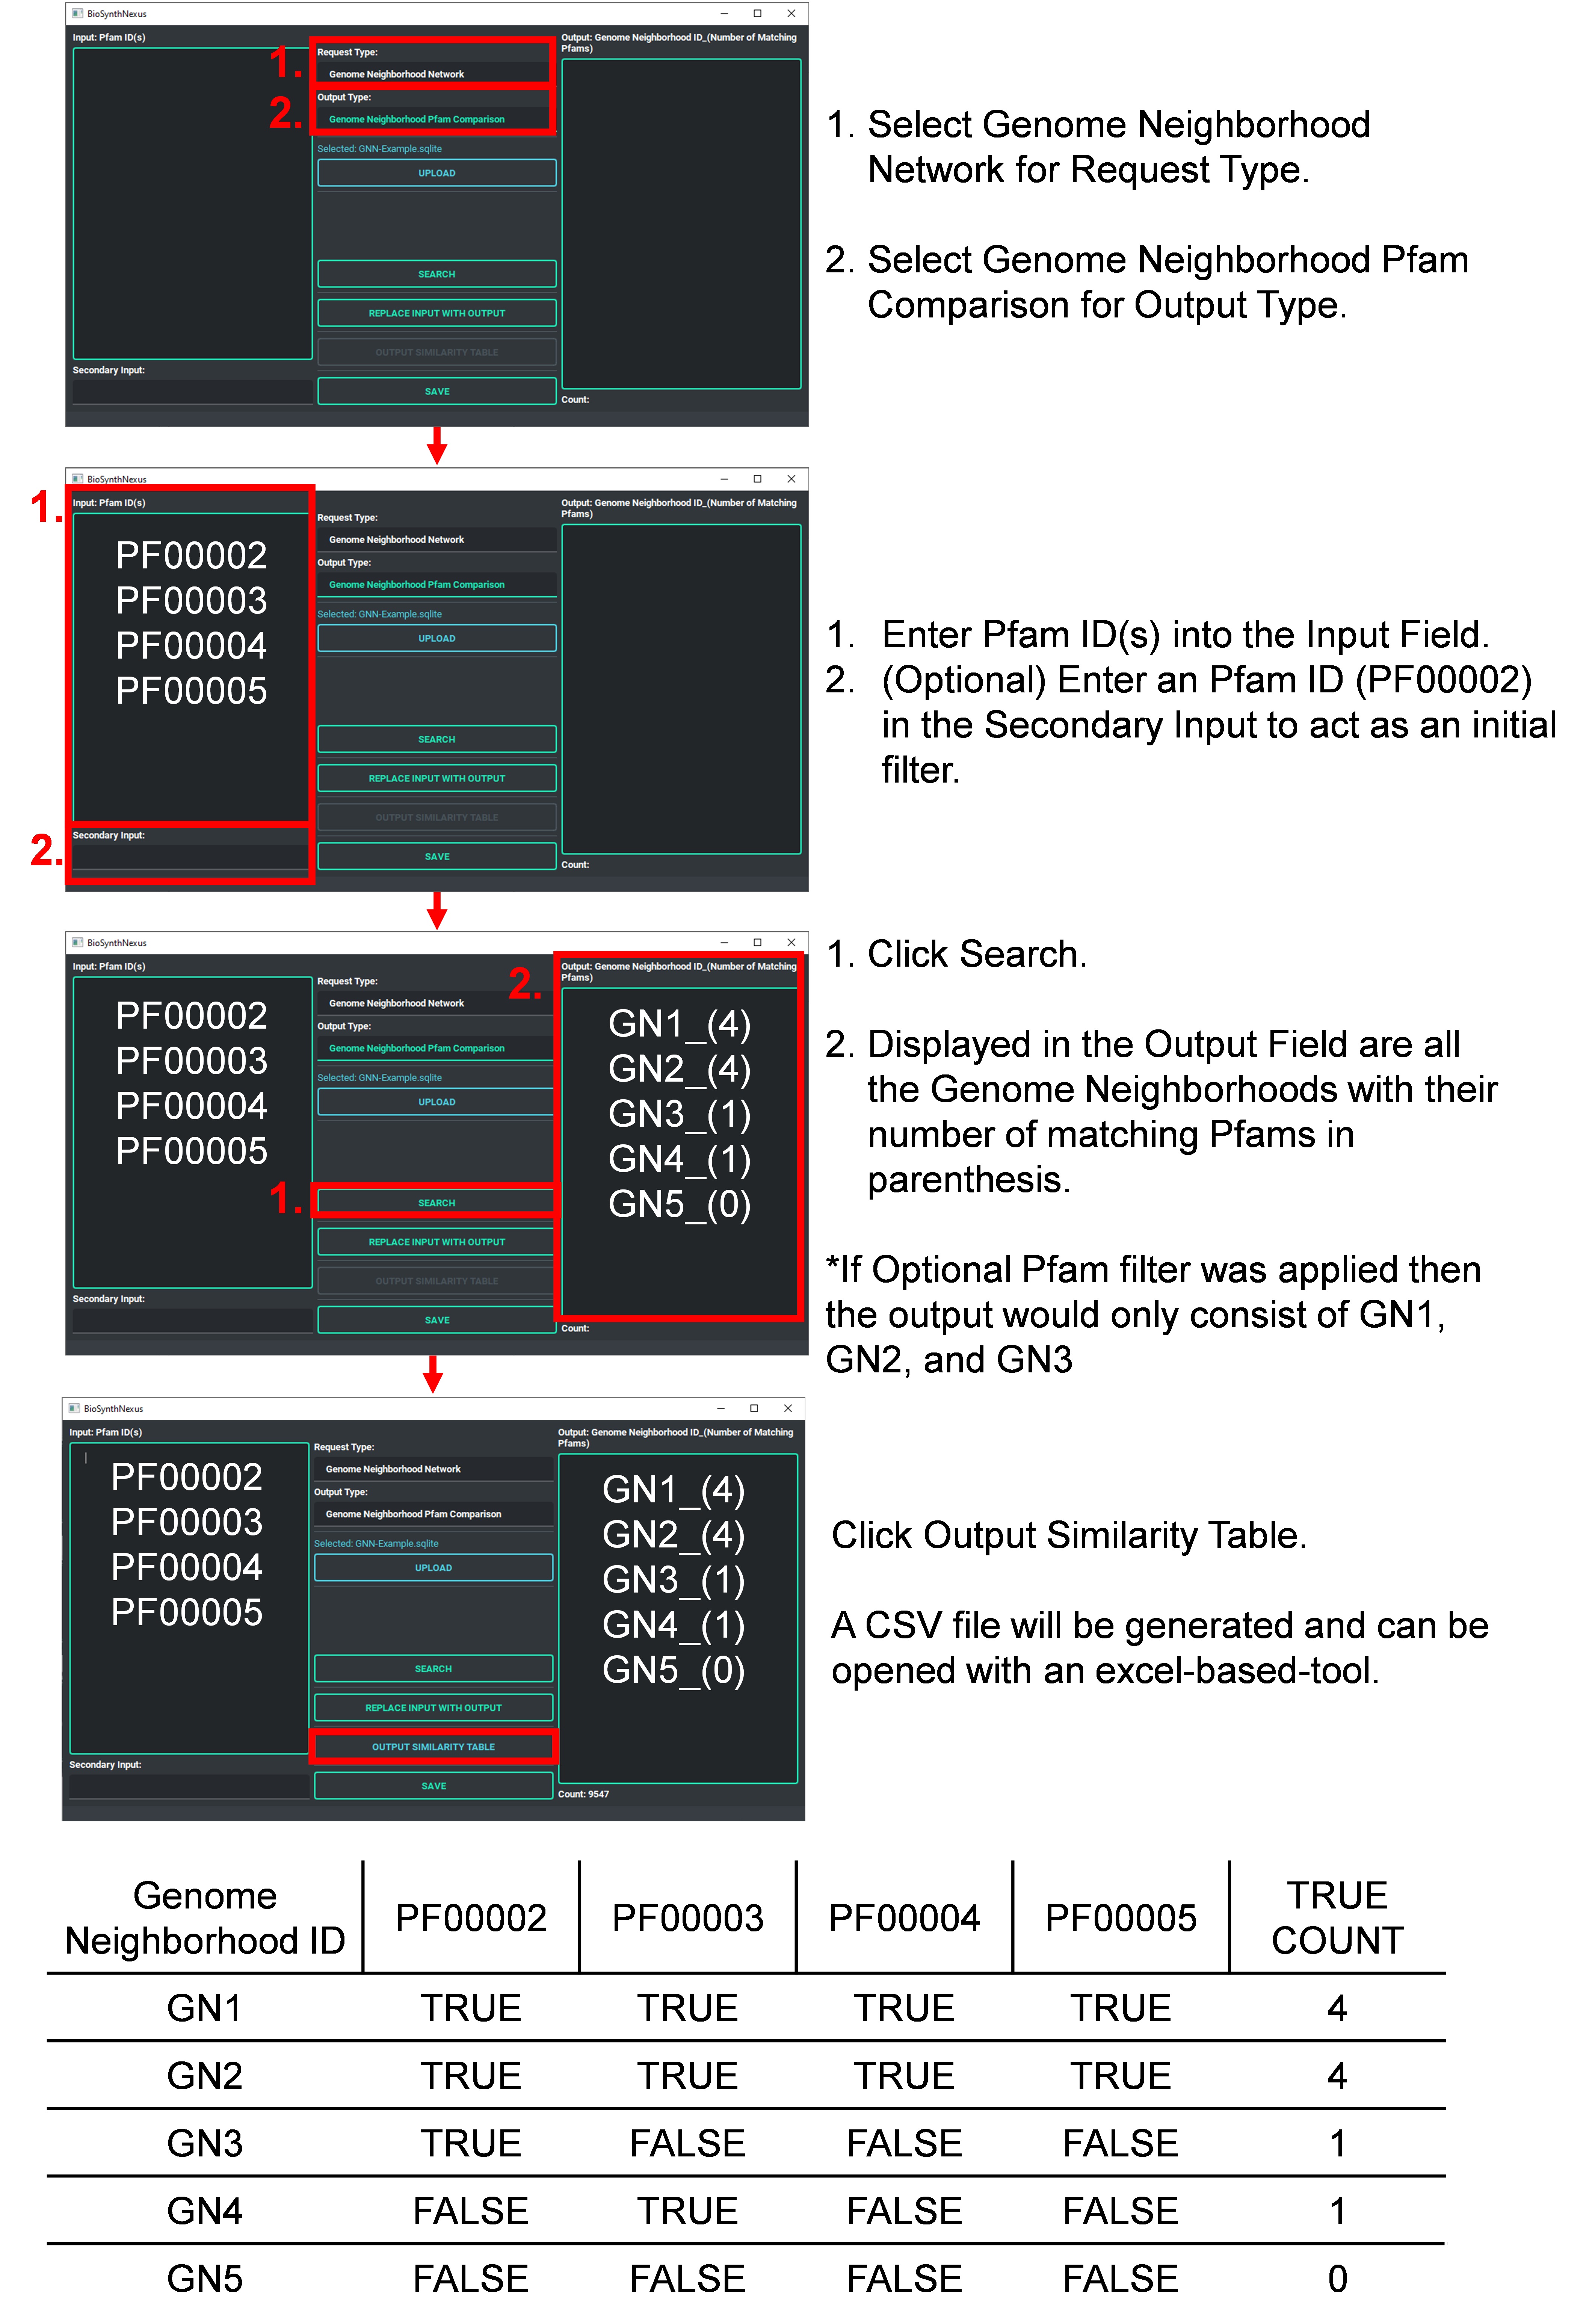 BioSynthNexus
Input: Pfam ID(s)
1.
Request Type:
Genome Neighborhood Network
2.
Output Type:
Genome Neighborhood Pfam Comparison
Selected: GNN-Example.sqlite
UPLOAD
SEARCH
REPLACE INPUT WITH OUTPUT
OUTPUT SIMILARITY TABLE
SAVE
Secondary Input:
Output: Genome Neighborhood ID_(Number of Matching
Pfams)
Count:
1. Select Genome Neighborhood
Network for Request Type.
2. Select Genome Neighborhood Pfam
Comparison for Output Type.
BioSynthNexus
1.
Input: Pfam ID(s)
PF00002
PF00003
PF00004
PF00005
2.
Secondary Input:
Request Type:
Genome Neighborhood Network
Output Type:
Genome Neighborhood Pfam Comparison
Selected: GNN-Example.sqlite
UPLOAD
SEARCH
REPLACE INPUT WITH OUTPUT
OUTPUT SIMILARITY TABLE
SAVE
Output: Genome Neighborhood ID_(Number of Matching
Pfams)
Count:
1. Enter Pfam ID(s) into the Input Field.
2. (Optional) Enter an Pfam ID (PF00002)
in the Secondary Input to act as an initial
filter.
BioSynthNexus
Input: Pfam ID(s)
PF00002
PF00003
PF00004
PF00005
Secondary Input:
Request Type:
Genome Neighborhood Network
Output Type:
Genome Neighborhood Pfam Comparison
Selected: GNN-Example.sqlite
UPLOAD
1.
SEARCH
REPLACE INPUT WITH OUTPUT
OUTPUT SIMILARITY TABLE
SAVE
2.
Output: Genome Neighborhood ID_(Number of Matching
Pfams)
GN1_(4)
GN2_(4)
GN3_(1)
GN4_(1)
GN5_(0)
Count:
1. Click Search.
2. Displayed in the Output Field are all
the Genome Neighborhoods with their
number of matching Pfams in
parenthesis.
*If Optional Pfam filter was applied then
the output would only consist of GN1,
GN2, and GN3
BioSynthNexus
Input: Pfam ID(s)
PF00002
PF00003
PF00004
PF00005
Secondary Input:
Request Type:
Genome Neighborhood Network
Output Type:
Genome Neighborhood Pfam Comparison
Selected: GNN-Example.sqlite
UPLOAD
SEARCH
REPLACE INPUT WITH OUTPUT
OUTPUT SIMILARITY TABLE
SAVE
Output: Genome Neighborhood ID_(Number of Matching
Pfams)
GN1_(4)
GN2_(4)
GN3_(1)
GN4_(1)
GN5_(0)
Count: 9547
Click Output Similarity Table.
A CSV file will be generated and can be
opened with an excel-based-tool.
Genome
Neighborhood ID PF00002 PF00003 PF00004 PF00005 TRUE
COUNT
GN1 TRUE TRUE TRUE TRUE 4
GN2 TRUE TRUE TRUE TRUE 4
GN3 TRUE FALSE FALSE FALSE 1
GN4 FALSE TRUE FALSE FALSE 1
GN5 FALSE FALSE FALSE FALSE 0